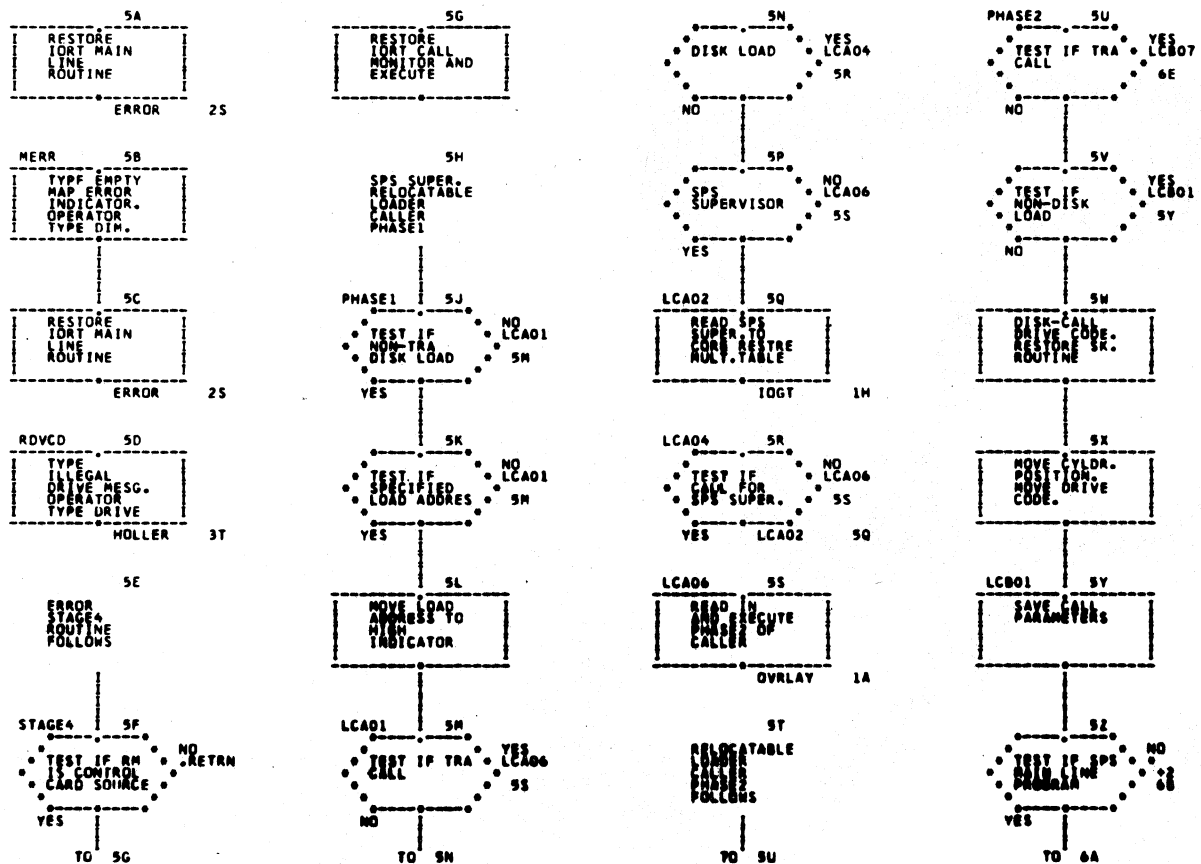 5A
RESTORE
IORT MAIN
LINE
ROUTINE
ERROR 2S
MERR 5B
TYPF EMPTY
MAP ERROR
INDICATOR.
OPERATOR
TYPE DIM.
5C
RESTORE
IORT MAIN
LINE
ROUTINE
ERROR 2S
RDVCD 5D
TYPE
ILLEGAL
DRIVE MESG.
OPERATOR
TYPE DRIVE
HOLLER 3T
5E
ERROR
STAGE4
ROUTINE
FOLLOWS
STAGE4 5F
NO
.RETRN
TEST IF RM
IS CONTROL
CARD SOURCE
YES
TO 5G
5G
RESTORE
IORT CALL
MONITOR AND
EXECUTE
5H
SPS SUPER.
RELOCATABLE
LOADER
CALLER
PHASE1
PHASE1 5J
NO
LCA01
TEST IF
NON-TRA
DISK LOAD
5M
YES
5K
NO
LCA01
TEST IF
SPECIFIED
LOAD ADDRES
5M
YES
5L
MOVE LOAD
ADDRESS TO
HIGH
INDICATOR
LCA01 5M
YES
LCA06
TEST IF TRA
CALL
5S
NO
TO 5N
5N
YES
LCA04
DISK LOAD
5R
NO
5P
NO
LCA06
SPS
SUPERVISOR
5S
YES
LCA02 5Q
READ SPS
SUPER.TO
CORE RESTRE
MULT.TABLE
IOGT 1H
LCA04 5R
NO
LCA06
TEST IF
CALL FOR
SPS SUPER.
5S
YES LCA02 5Q
LCA06 5S
READ IN
AND EXECUTE
PHASE2 OF
CALLER
OVRLAY 1A
5T
RELOCATABLE
LOADER
CALLER
PHASE2
FOLLOWS
TO 5U
PHASE2 5U
YES
LCB07
TEST IF TRA
CALL
6E
NO
5V
YES
LCB01
TEST IF
NON-DISK
LOAD
5Y
NO
5W
DISK-CALL
DRIVE CODE.
RESTORE SK.
ROUTINE
5X
MOVE CYLDR.
POSITION.
MOVE DRIVE
CODE.
LCB01 5Y
SAVE CALL
PARAMETERS
5Z
NO
TEST IF SPS
MAIN LINE
PROGRAM
+2
6B
YES
TO 6A